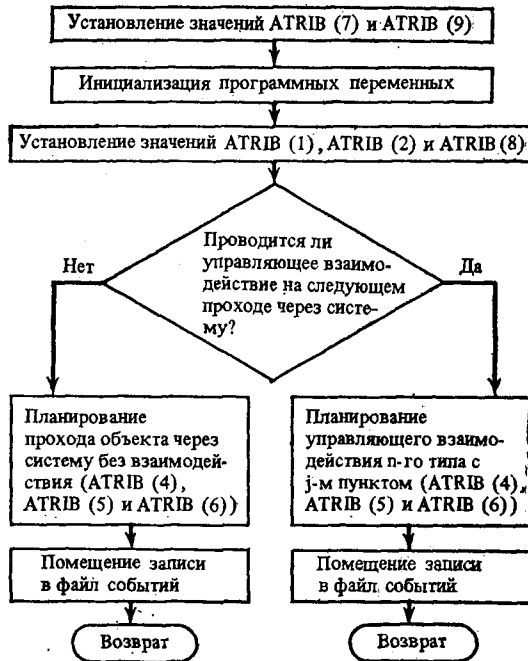 Установление значений ATRIB (7) и ATRIB (9)
Инициализация программных переменных
Установление значений ATRIB (1), ATRIB (2) и ATRIB (8)
Проводится ли
управляющее взаимо-
действие на следующем
проходе через систе-
му?
Нет
Да
Планирование
прохода объекта через
систему без взаимодей-
ствия (ATRIB (4),
ATRIB (5) и ATRIB (6))
Планирование
управляющего взаимо-
действия n-го типа с
j-м пунктом (ATRIB (4),
ATRIB (5) и ATRIB (6))
Помещение записи
в файл событий
Помещение записи
в файл событий
Возврат
Возврат